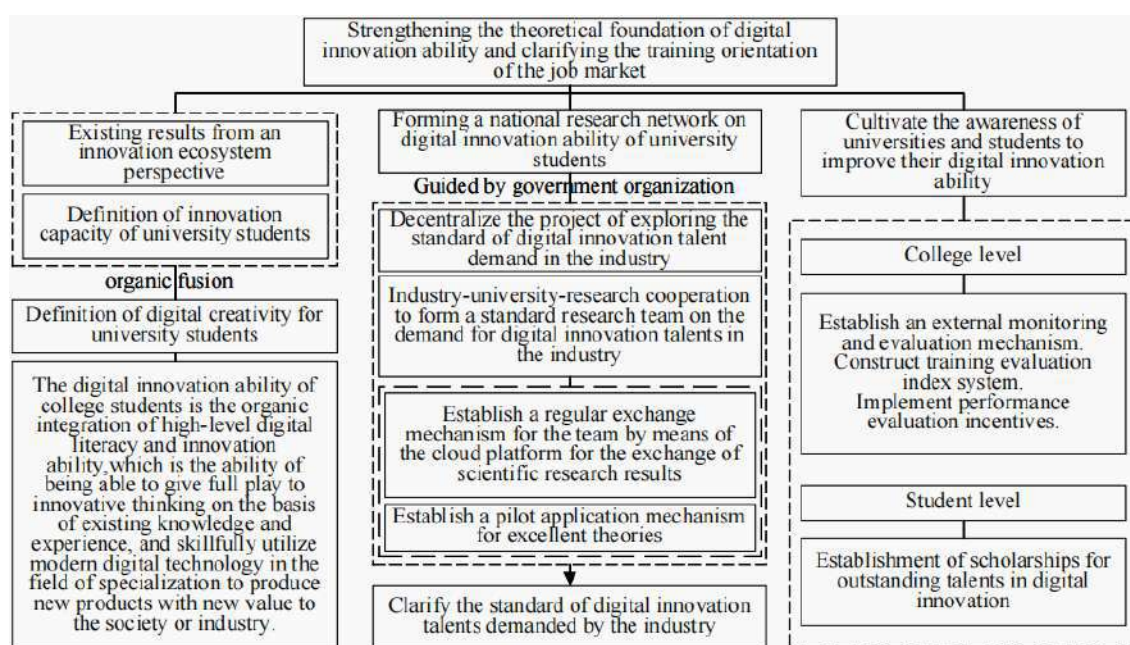 Strengthening the theoretical foundation of digital
innovation ability and clarifying the training orientation
of the job market
Existing results from an
innovation ecosystem
perspective
Definition of innovation
capacity of university students
organic fusion
Definition of digital creativity for
university students
The digital innovation ability of
college students is the organic
integration of high-level digital
literacy and innovation
ability,which is the ability of
being able to give full play to
innovative thinking on the basis
of existing knowledge and
experience, and skillfully utilize
modern digital technology in the
field of specialization to produce
new products with new value to
the society or industry.
Forming a national research network on
digital innovation ability of university
students
Guided by government organization
Decentralize the project of exploring the
standard of digital innovation talent
demand in the industry
Industry-university-research cooperation
to form a standard research team on the
demand for digital innovation talents in
the industry
Establish a regular exchange
mechanism for the team by means of
the cloud platform for the exchange of
scientific research results
Establish a pilot application mechanism
for excellent theories
Clarify the standard of digital innovation
talents demanded by the industry
Cultivate the awareness of
universities and students to
improve their digital innovation
ability
College level
Establish an external monitoring
and evaluation mechanism.
Construct training evaluation
index system.
Implement performance
evaluation incentives.
Student level
Establishment of scholarships for
outstanding talents in digital
innovation